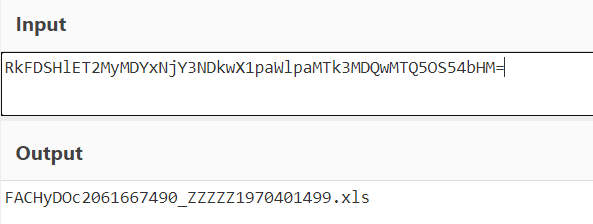 Input
RkFDSHlET2MyMDYxNjY3NDkwX1paWlpaMTk3MDQwMTQ5OS54bHM=
Output
FACHyDOc2061667490_ZZZZZ1970401499.xls